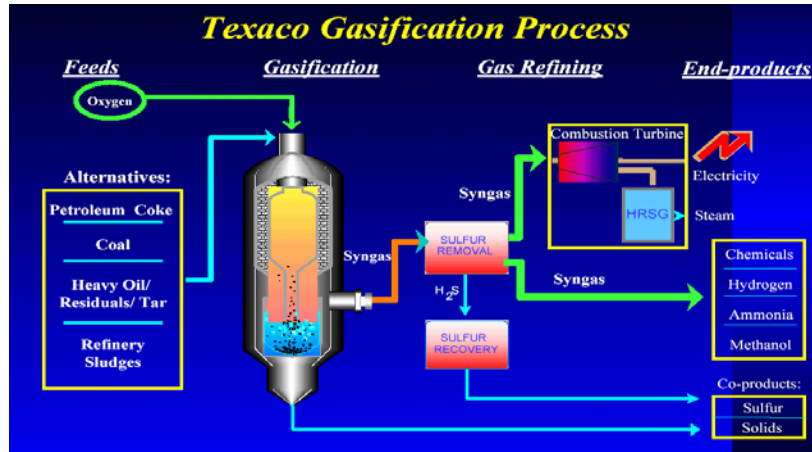 Texaco Gasification Process
Feeds
Gasification
Gas Refining
End-products
Oxygen
Alternatives:
Petroleum Coke
Coal
Heavy Oil/
Residuals/ Tar
Refinery
Sludges
Syngas
SULFUR
REMOVAL
H2S
SULFUR
RECOVERY
Syngas
Combustion Turbine
HRSG
Electricity
Steam
Syngas
Chemicals
Hydrogen
Ammonia
Methanol
Co-products:
Sulfur
Solids